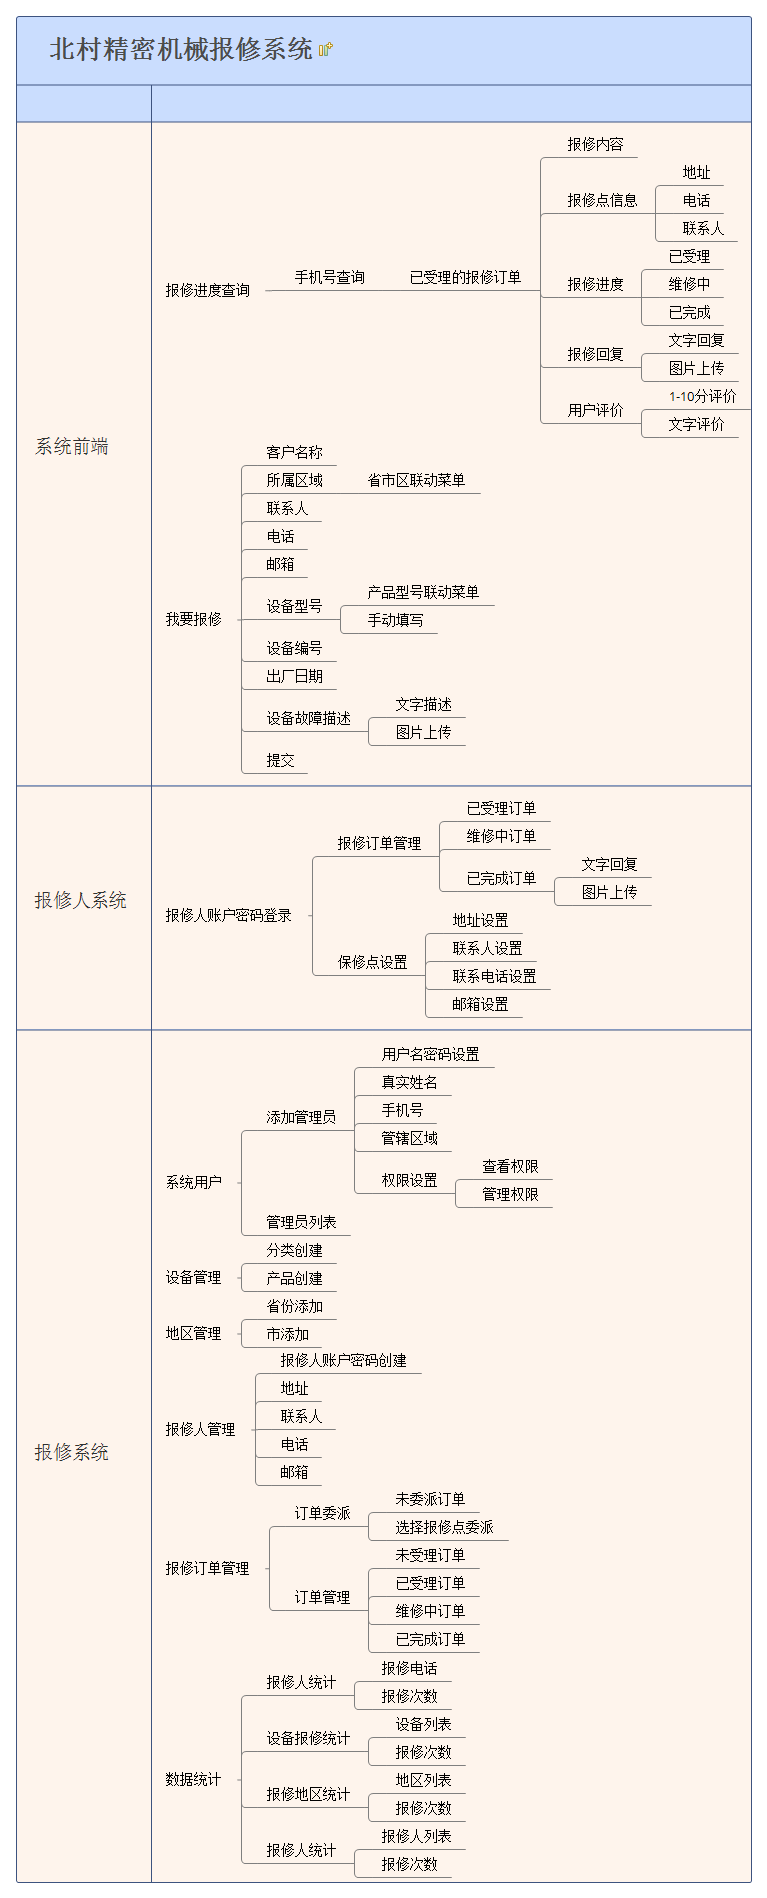 北村精密机械报修系统
系统前端
报修进度查询
手机号查询
已受理的报修订单
报修内容
报修点信息
地址
电话
联系人
报修进度
已受理
维修中
已完成
报修回复
文字回复
图片上传
用户评价
1-10分评价
文字评价
我要报修
客户名称
所属区域
省市区联动菜单
联系人
电话
邮箱
设备型号
产品型号联动菜单
手动填写
设备编号
出厂日期
设备故障描述
文字描述
图片上传
提交
报修人系统
报修人账户密码登录
报修订单管理
已受理订单
维修中订单
已完成订单
文字回复
图片上传
保修点设置
地址设置
联系人设置
联系电话设置
邮箱设置
报修系统
系统用户
添加管理员
用户名密码设置
真实姓名
手机号
管辖区域
权限设置
查看权限
管理权限
管理员列表
设备管理
分类创建
产品创建
地区管理
省份添加
市添加
报修人管理
报修人账户密码创建
地址
联系人
电话
邮箱
报修订单管理
订单委派
未委派订单
选择报修点委派
订单管理
未受理订单
已受理订单
维修中订单
已完成订单
数据统计
报修人统计
报修电话
报修次数
设备报修统计
设备列表
报修次数
报修地区统计
地区列表
报修次数
报修人统计
报修人列表
报修次数